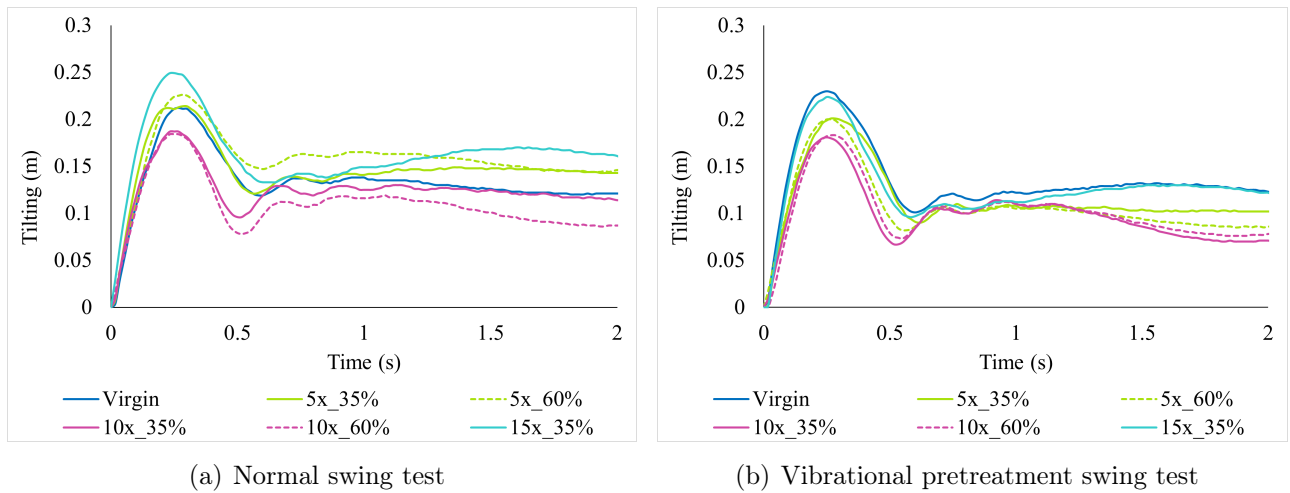 0.3
0.25
0.2
0.15
0.1
0.05
0
Tilting (m)
0 0.5 1 1.5 2
Time (s)
Virgin 5x_35% 5x_60%
10x_35% 10x_60% 15x_35%
(a) Normal swing test
0.3
0.25
0.2
0.15
0.1
0.05
0
Tilting (m)
0 0.5 1 1.5 2
Time (s)
Virgin 5x_35% 5x_60%
10x_35% 10x_60% 15x_35%
(b) Vibrational pretreatment swing test